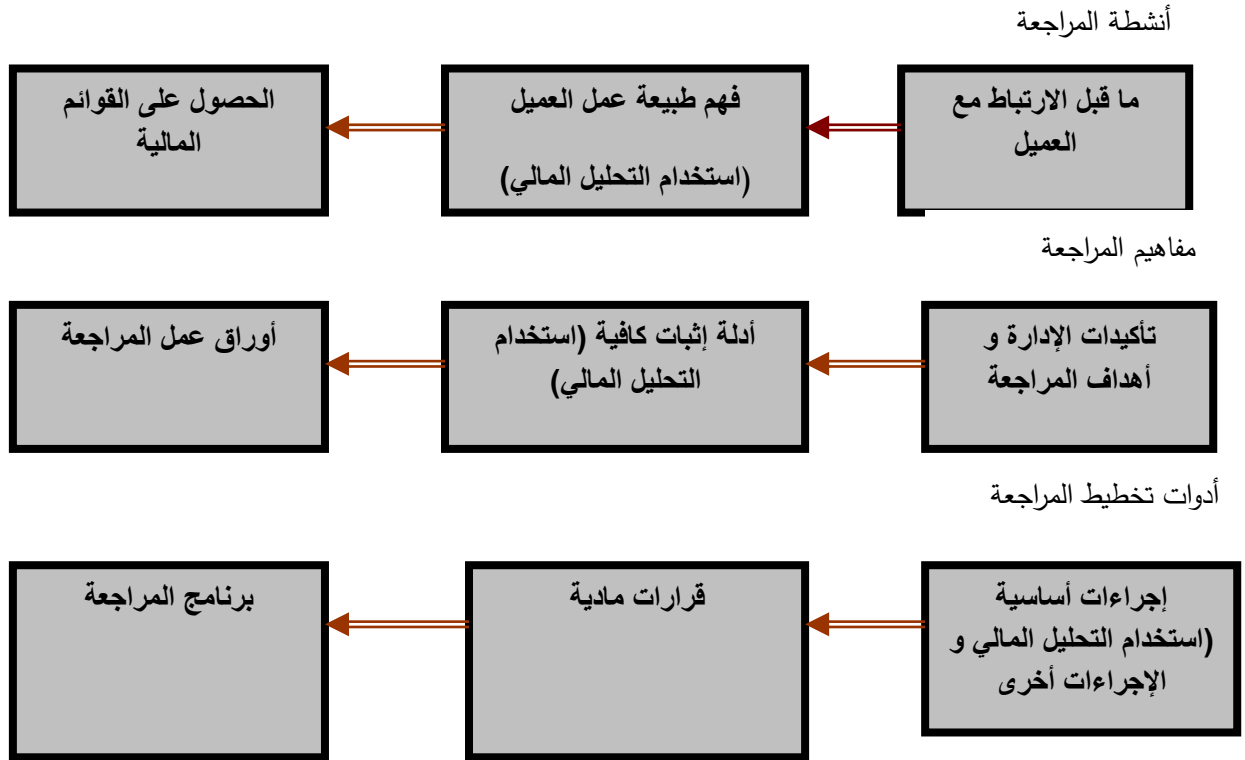 أنشطة المراجعة
ما قبل الارتباط مع
العميل
فهم طبيعة عمل العميل
(استخدام التحليل المالي)
الحصول على القوائم
المالية
مفاهيم المراجعة
تأكيدات الإدارة و
أهداف المراجعة
أدلة إثبات كافية (استخدام
التحليل المالي)
أوراق عمل المراجعة
أدوات تخطيط المراجعة
إجراءات أساسية
(استخدام التحليل المالي و
الإجراءات أخرى
قرارات مادية
برنامج المراجعة